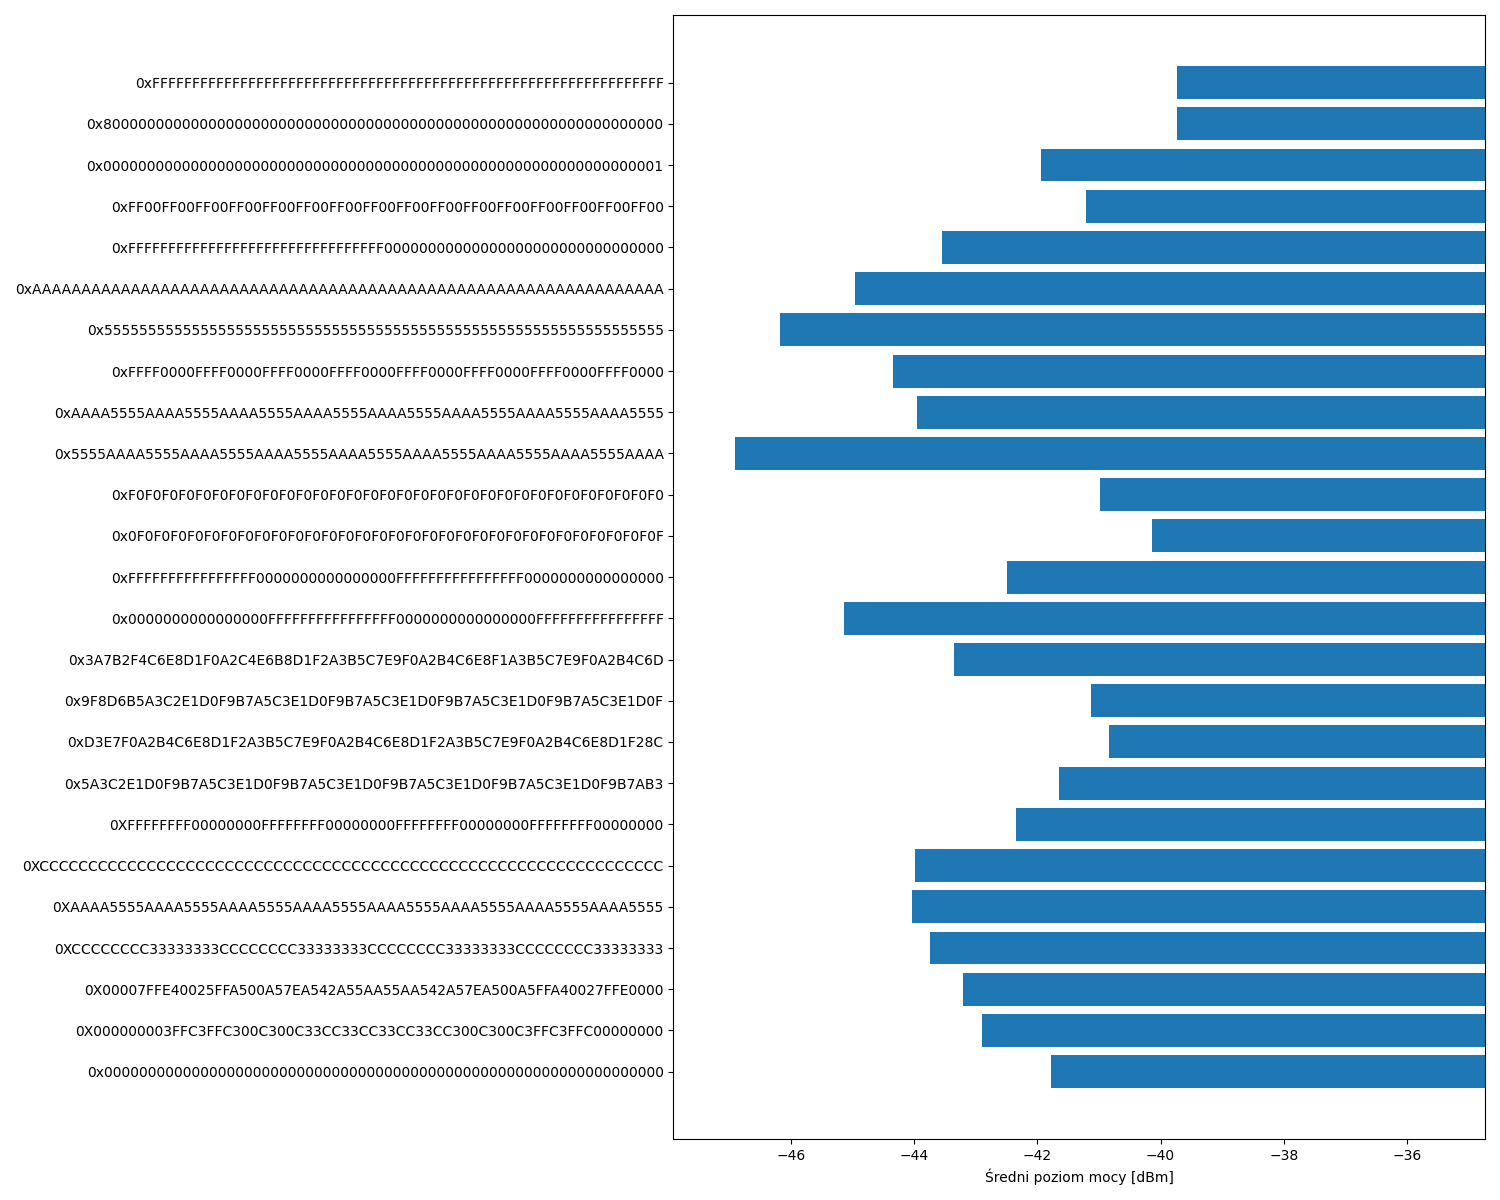 0xFFFFFFFFFFFFFFFFFFFFFFFFFFFFFFFFFFFFFFFFFFFFFFFFFFFFFFFFFFFFFFFF
0x8000000000000000000000000000000000000000000000000000000000000000
0x0000000000000000000000000000000000000000000000000000000000000001
0xFF00FF00FF00FF00FF00FF00FF00FF00FF00FF00FF00FF00FF00FF00FF00FF00
0xFFFFFFFFFFFFFFFFFFFFFFFFFFFFFFFF00000000000000000000000000000000
0xAAAAAAAAAAAAAAAAAAAAAAAAAAAAAAAAAAAAAAAAAAAAAAAAAAAAAAAAAAAAAAAA
0x5555555555555555555555555555555555555555555555555555555555555555
0xFFFF0000FFFF0000FFFF0000FFFF0000FFFF0000FFFF0000FFFF0000FFFF0000
0xAAAA5555AAAA5555AAAA5555AAAA5555AAAA5555AAAA5555AAAA5555AAAA5555
0x5555AAAA5555AAAA5555AAAA5555AAAA5555AAAA5555AAAA5555AAAA5555AAAA
0xF0F0F0F0F0F0F0F0F0F0F0F0F0F0F0F0F0F0F0F0F0F0F0F0F0F0F0F0F0F0F0F0
0x0F0F0F0F0F0F0F0F0F0F0F0F0F0F0F0F0F0F0F0F0F0F0F0F0F0F0F0F0F0F0F0F
0xFFFFFFFFFFFFFFFF0000000000000000FFFFFFFFFFFFFFFF0000000000000000
0x0000000000000000FFFFFFFFFFFFFFFF0000000000000000FFFFFFFFFFFFFFFF
0x3A7B2F4C6E8D1F0A2C4E6B8D1F2A3B5C7E9F0A2B4C6E8F1A3B5C7E9F0A2B4C6D
0x9F8D6B5A3C2E1D0F9B7A5C3E1D0F9B7A5C3E1D0F9B7A5C3E1D0F9B7A5C3E1D0F
0xD3E7F0A2B4C6E8D1F2A3B5C7E9F0A2B4C6E8D1F2A3B5C7E9F0A2B4C6E8D1F28C
0x5A3C2E1D0F9B7A5C3E1D0F9B7A5C3E1D0F9B7A5C3E1D0F9B7A5C3E1D0F9B7AB3
0XFFFFFFFF00000000FFFFFFFF00000000FFFFFFFF00000000FFFFFFFF00000000
0XCCCCCCCCCCCCCCCCCCCCCCCCCCCCCCCCCCCCCCCCCCCCCCCCCCCCCCCCCCCCCCCC
0XAAAA5555AAAA5555AAAA5555AAAA5555AAAA5555AAAA5555AAAA5555AAAA5555
0XCCCCCCCC33333333CCCCCCCC33333333CCCCCCCC33333333CCCCCCCC33333333
0X00007FFE40025FFA500A57EA542A55AA55AA542A57EA500A5FFA40027FFE0000
0X000000003FFC3FFC300C300C33CC33CC33CC33CC300C300C3FFC3FFC00000000
0x0000000000000000000000000000000000000000000000000000000000000000
−46 −44 −42 −40 −38 −36
Średni poziom mocy [dBm]